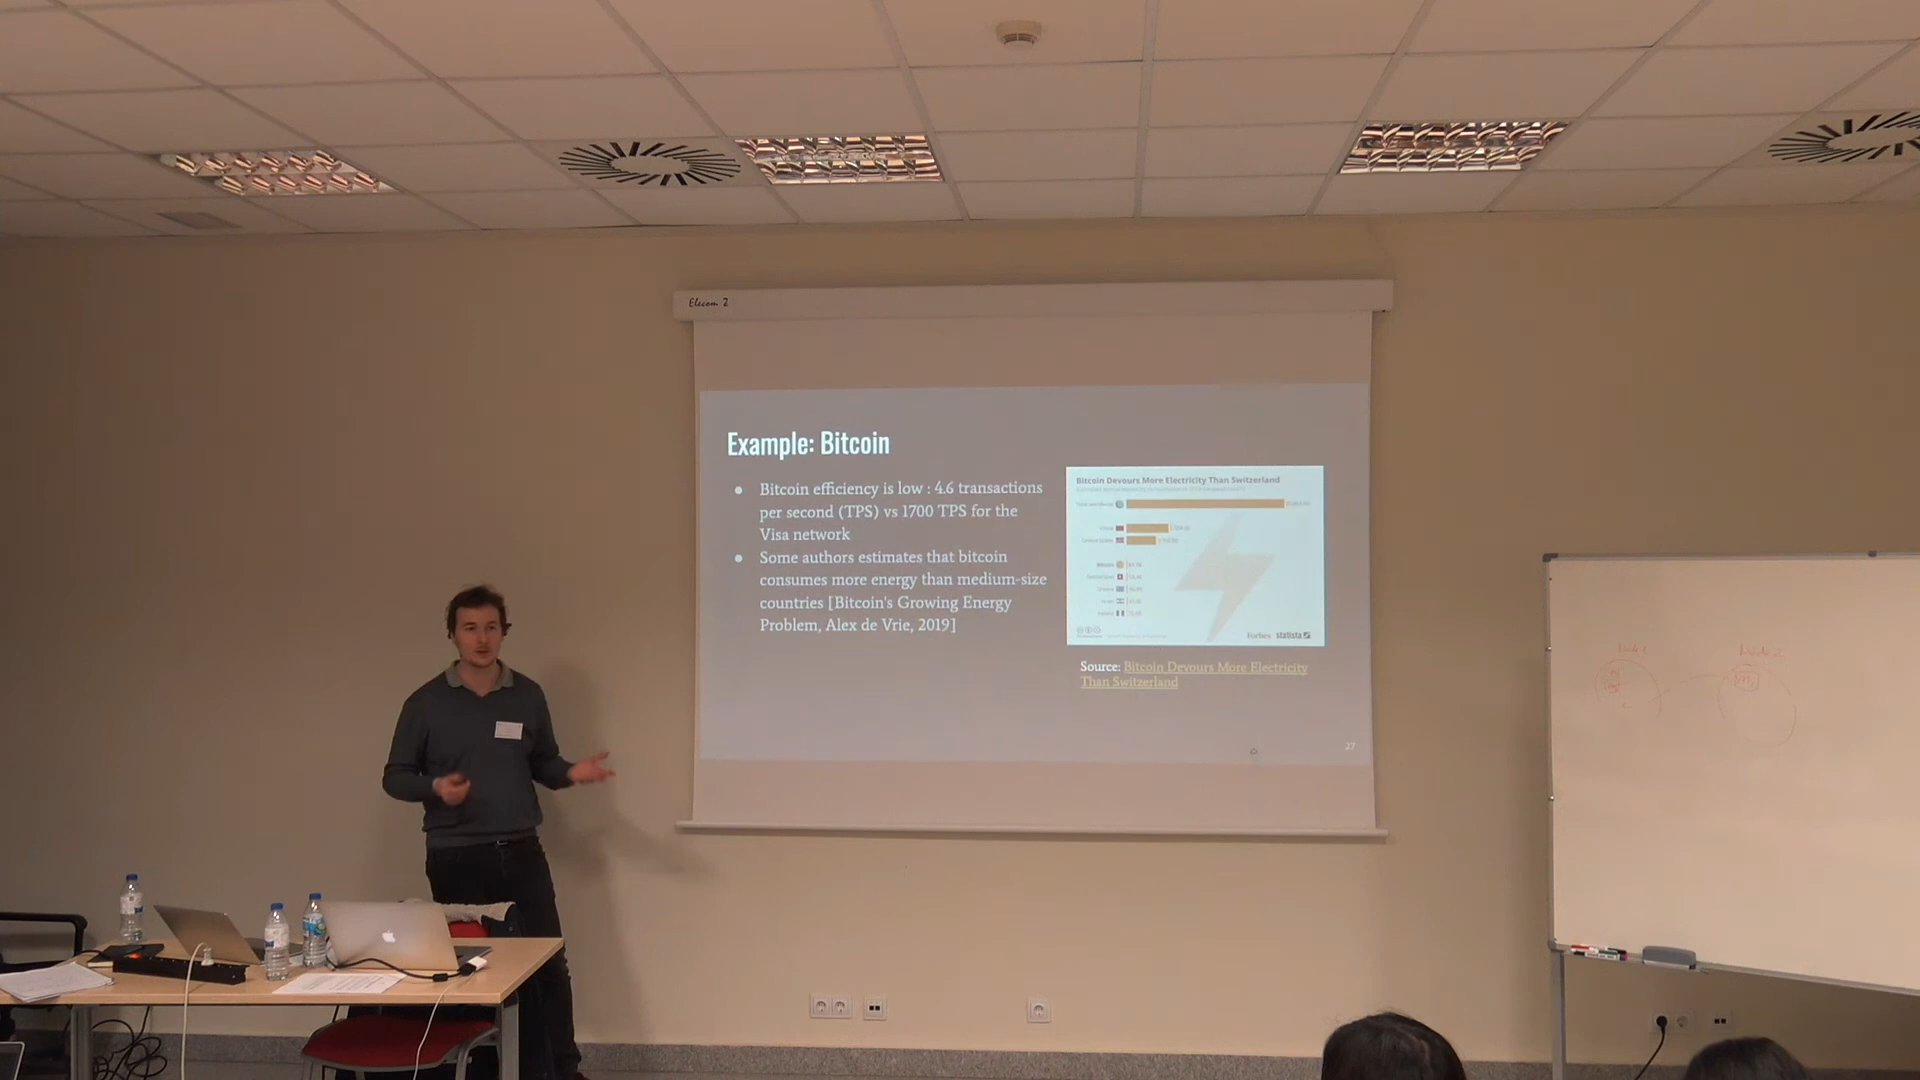 Elecom 2
Example: Bitcoin
Bitcoin efficiency is low : 4.6 transactions
per second (TPS) vs 1700 TPS for the
Visa network
Some authors estimates that bitcoin
consumes more energy than medium-size
countries [Bitcoin's Growing Energy
Problem, Alex de Vrie, 2019]
Bitcoin Devours More Electricity Than Switzerland
Bitcoin
Forbes statista
Source: Bitcoin Devours More Electricity
Than Switzerland
27